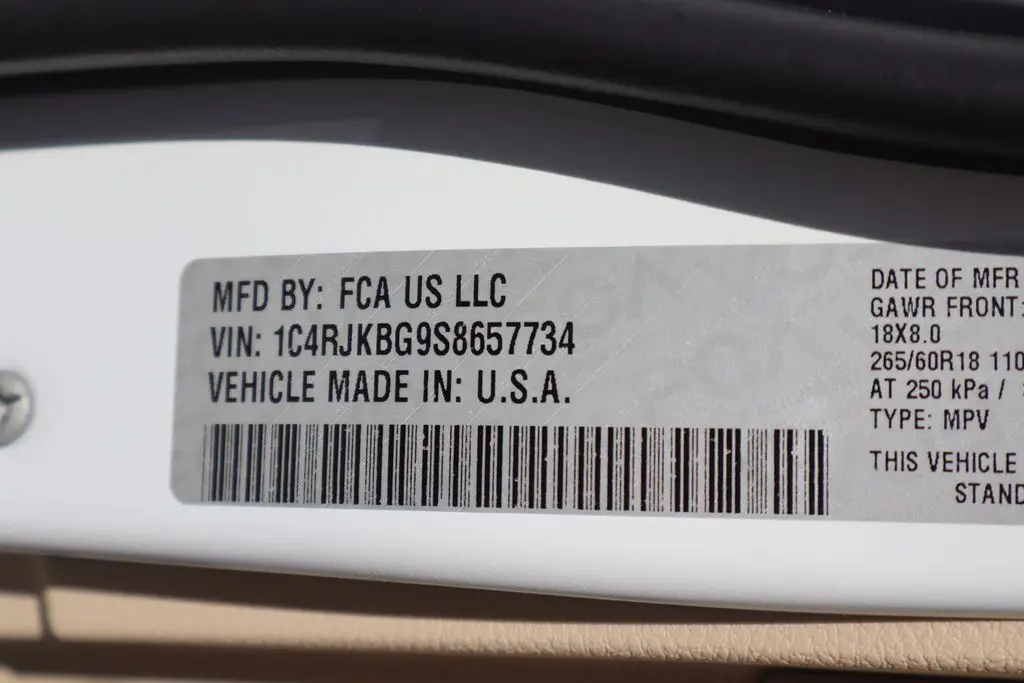 MFD BY: FCA US LLC
VIN: 1C4RJKBG9S8657734
VEHICLE MADE IN: U.S.A.
DATE OF MFR
GAWR FRONT:
18X8.0
265/60R18 110
AT 250 kPa /
TYPE: MPV
THIS VEHICLE
STAND